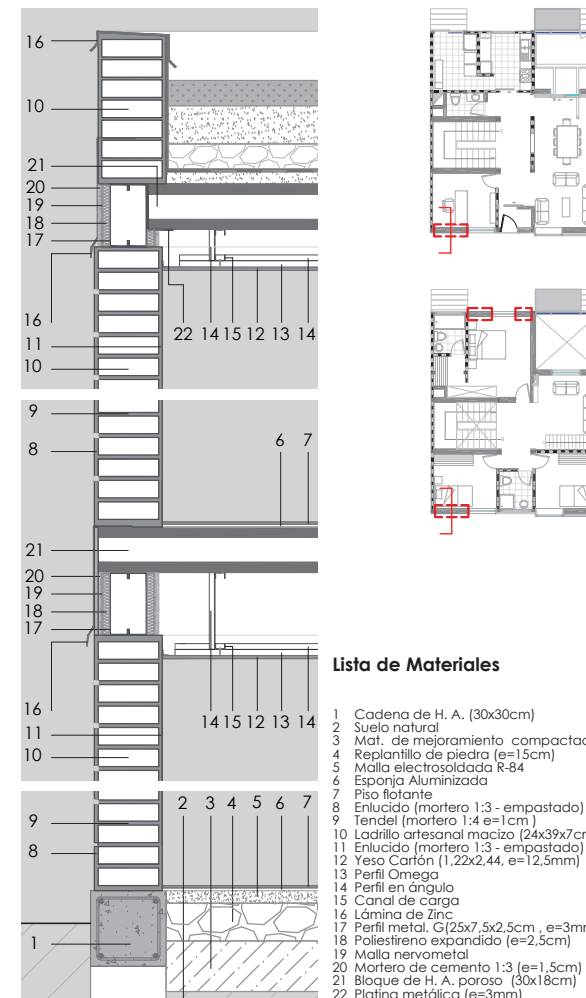 16
10
21
20
19
18
17
16
11
10
22 14 15 12 13 14
9
8
6 7
21
20
19
18
17
16
11
10
14 15 12 13 14
9
8
2 3 4 5 6 7
1
Lista de Materiales
1 Cadena de H. A. (30x30cm)
2 Suelo natural
3 Mat. de mejoramiento
4 Replantillo de piedra (e=15cm)
5 Malla electrosoldada R-84
6 Esponja Aluminizada
7 Piso flotante
8 Enlucido (mortero 1:3 - empastado)
9 Tendel (mortero 1:4 e=1cm )
10 Ladrillo artesanal macizo
11 Enlucido (mortero 1:3 - empastado)
12 Yeso Cartón (1,22x2,44, e=12,5mm)
13 Perfil Omega
14 Perfil en ángulo
15 Canal de carga
16 Lámina de Zinc
17 Perfil metal. G(25x7,5x2,5cm ,
18 Poliestireno expandido (e=2,5cm)
19 Malla nervometal
20 Mortero de cemento 1:3 (e=1,5cm)
21 Bloque de H. A. poroso (30x18cm)
22 Platina metálica (e=3mm)